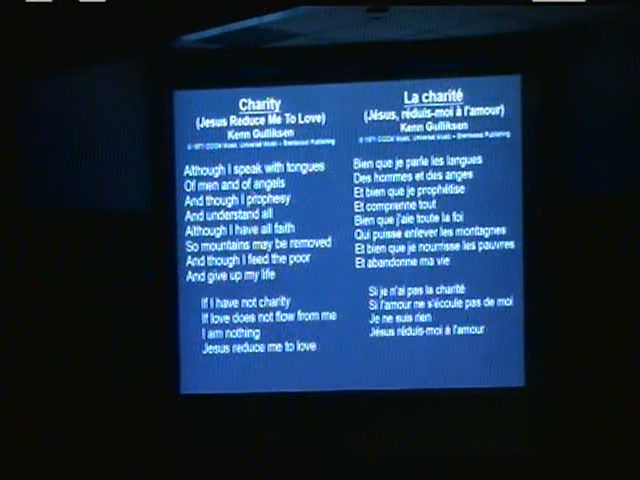 Charity
(Jesus Reduce Me To Love)
Kenn Gulliksen
Although I speak with tongues
Of men and of angels
And though I prophesy
And understand all
Although I have all faith
So mountains may be removed
And though I feed the poor
And give up my life
If I have not charity
If love does not flow from me
I am nothing
Jesus reduce me to love
La charité
(Jésus, réduis-moi à l'amour)
Kenn Gulliksen
Bien que je parle les langues
Des hommes et des anges
Et bien que je prophétise
Et comprenne tout
Bien que j'aie toute la foi
Qui puisse enlever les montagnes
Et bien que je nourrisse les pauvres
Et abandonne ma vie
Si je n'ai pas la charité
Si l'amour ne s'écoule pas de moi
Je ne suis rien
Jésus réduis-moi à l'amour